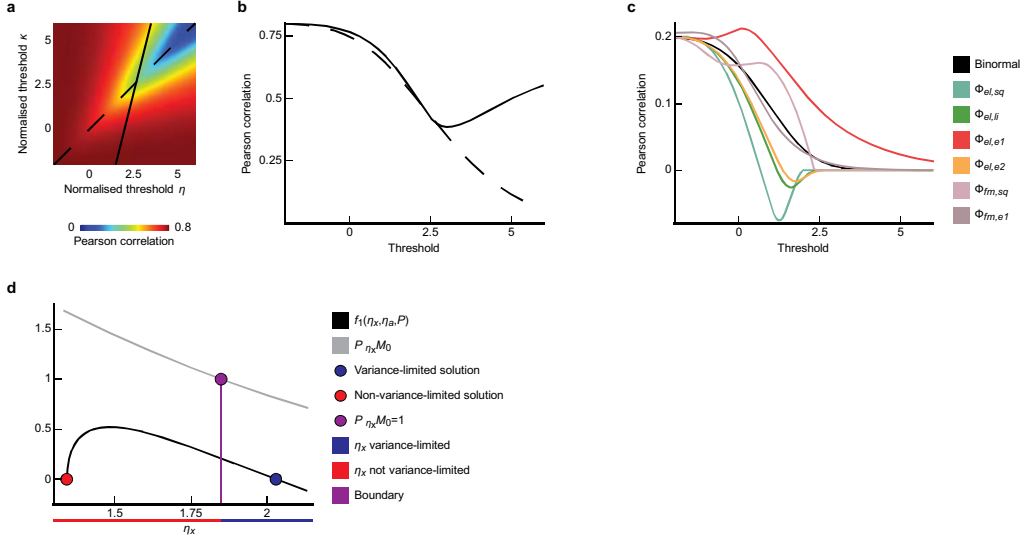 a
Normalised threshold κ
5
2.5
0
0
2.5
5
Normalised threshold η
0
0.8
Pearson correlation
b
Pearson correlation
0.75
0.5
0.25
0
2.5
5
Threshold
c
Pearson correlation
0.2
0.1
0
0
2.5
5
Threshold
Binormal
Φel,sq
Φel,li
Φel,e1
Φel,e2
Φfm,sq
Φfm,e1
d
1.5
1
0.5
0
1.5
1.75
2
ηx
f1(ηx,ηa,P)
P ηxM0
Variance-limited solution
Non-variance-limited solution
P ηxM0=1
ηx variance-limited
ηx not variance-limited
Boundary